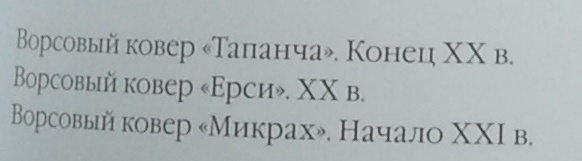 Ворсовый ковер «Тапанча». Конец XX в.
Ворсовый ковер «Ерси». XX в.
Ворсовый ковер «Микрах». Начало XXI в.